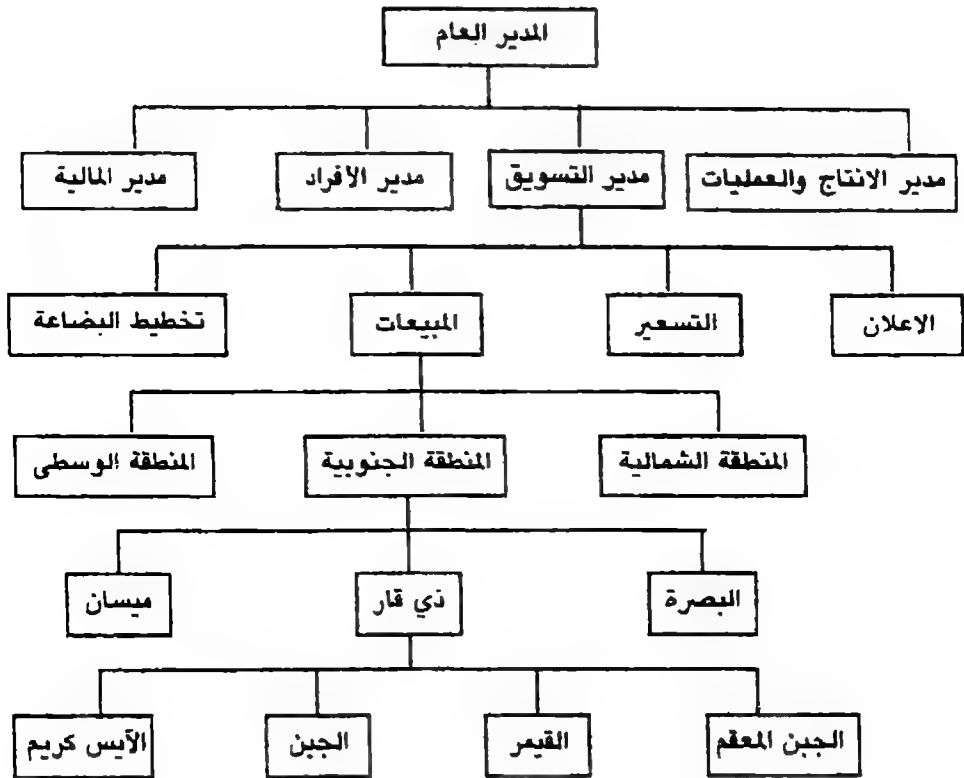 المدير العام
مدير الانتاج والعمليات
مدير التسويق
مدير الأفراد
مدير المالية
الاعلان
التسعير
المبيعات
تخطيط البضاعة
المنطقة الشمالية
المنطقة الجنوبية
المنطقة الوسطى
البصرة
ذي قار
ميسان
الجبن المعقم
القيمر
الجبن
الآيس كريم